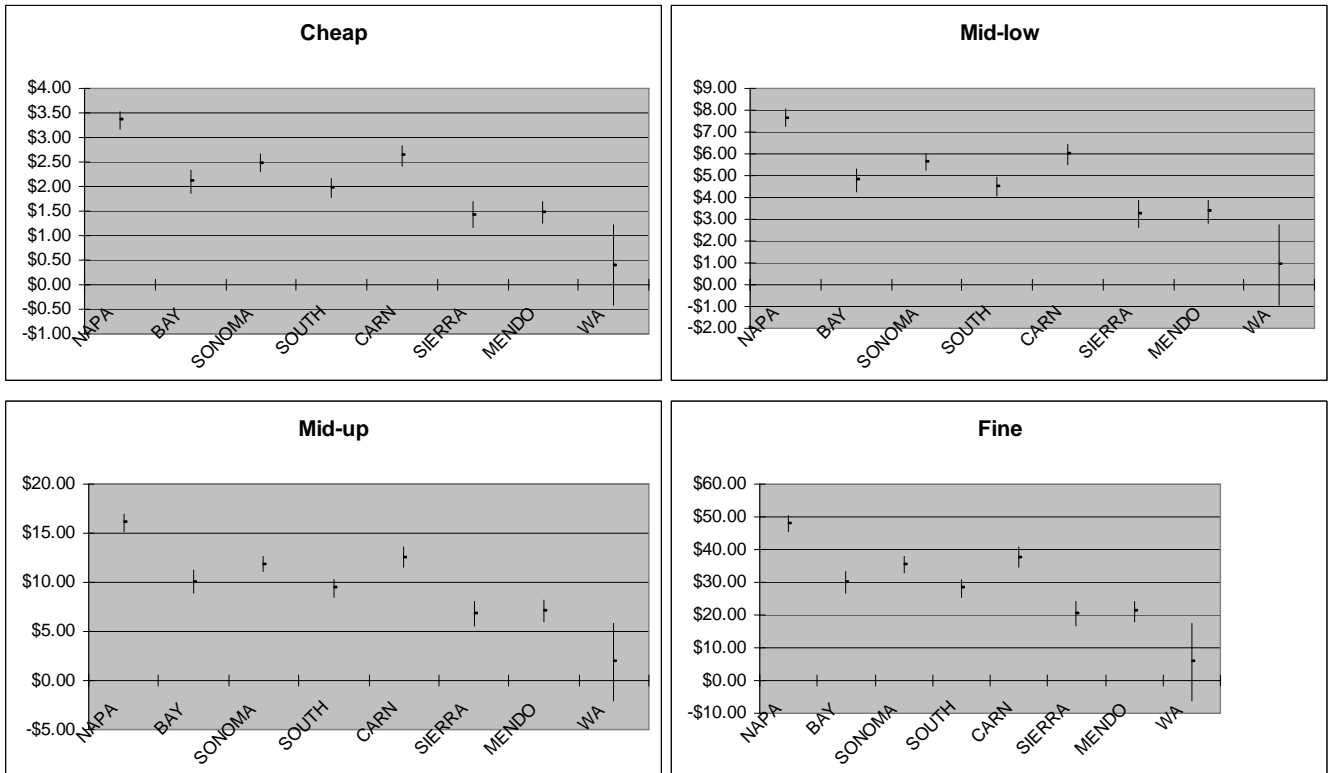 Cheap
$4.00
$3.50
$3.00
$2.50
$2.00
$1.50
$1.00
$0.50
$0.00
-$0.50
-$1.00
NAPA
BAY
SONOMA
SOUTH
CARN
SIERRA
MENDO
WA
Mid-low
$9.00
$8.00
$7.00
$6.00
$5.00
$4.00
$3.00
$2.00
$1.00
$0.00
-$1.00
-$2.00
NAPA
BAY
SONOMA
SOUTH
CARN
SIERRA
MENDO
WA
Mid-up
$20.00
$15.00
$10.00
$5.00
$0.00
-$5.00
NAPA
BAY
SONOMA
SOUTH
CARN
SIERRA
MENDO
WA
Fine
$60.00
$50.00
$40.00
$30.00
$20.00
$10.00
$0.00
-$10.00
NAPA
BAY
SONOMA
SOUTH
CARN
SIERRA
MENDO
WA